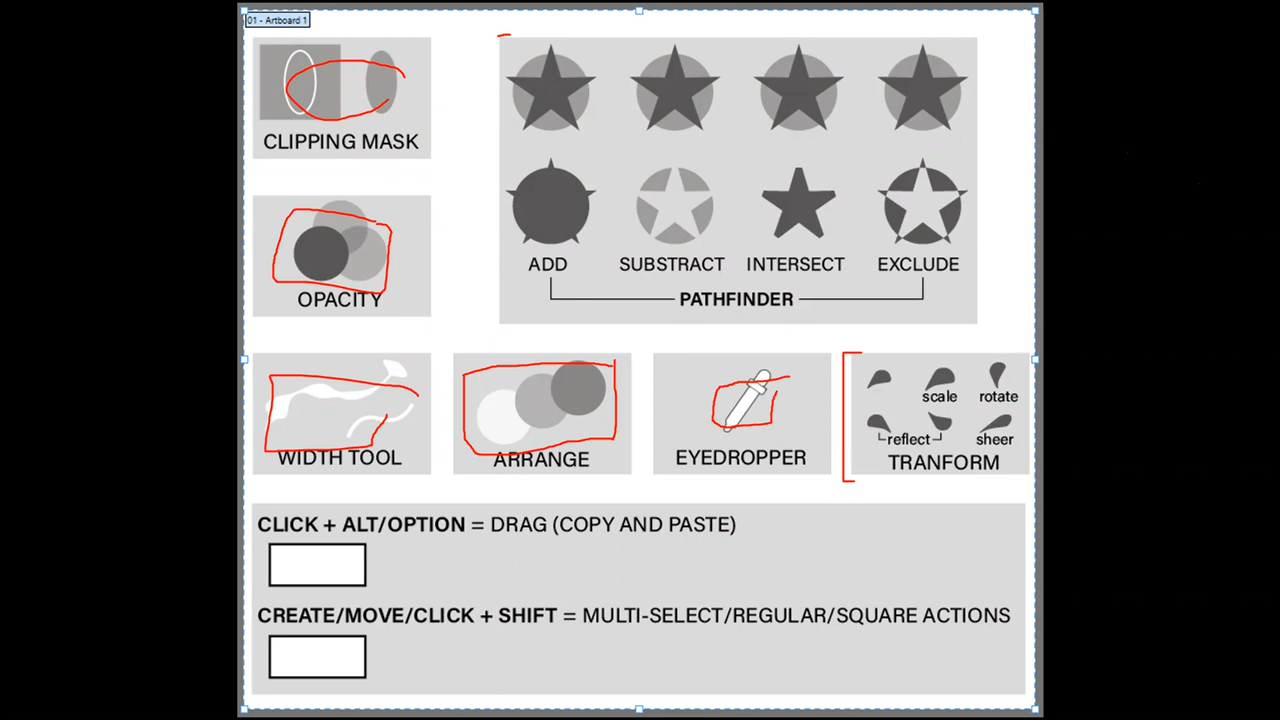 01 - Artboard 1
CLIPPING MASK
OPACITY
ADD SUBSTRACT INTERSECT EXCLUDE
PATHFINDER
WIDTH TOOL
ARRANGE
EYEDROPPER
scale rotate
reflect sheer
TRANFORM
CLICK + ALT/OPTION = DRAG (COPY AND PASTE)
CREATE/MOVE/CLICK + SHIFT = MULTI-SELECT/REGULAR/SQUARE ACTIONS